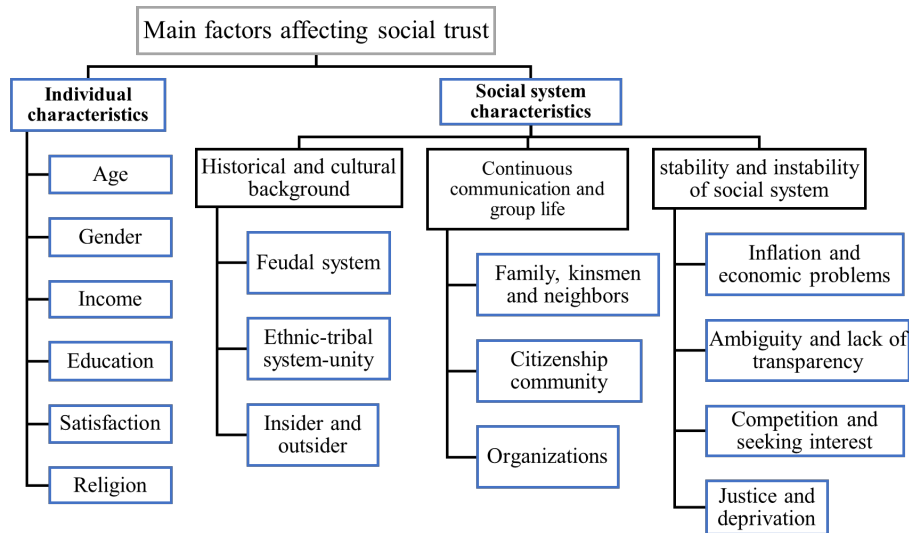 Main factors affecting social trust
Individual
characteristics
Age
Gender
Income
Education
Satisfaction
Religion
Social system
characteristics
Historical and cultural
background
Feudal system
Ethnic-tribal
system-unity
Insider and
outsider
Continuous
communication and
group life
Family, kinsmen
and neighbors
Citizenship
community
Organizations
stability and instability
of social system
Inflation and
economic problems
Ambiguity and lack of
transparency
Competition and
seeking interest
Justice and
deprivation